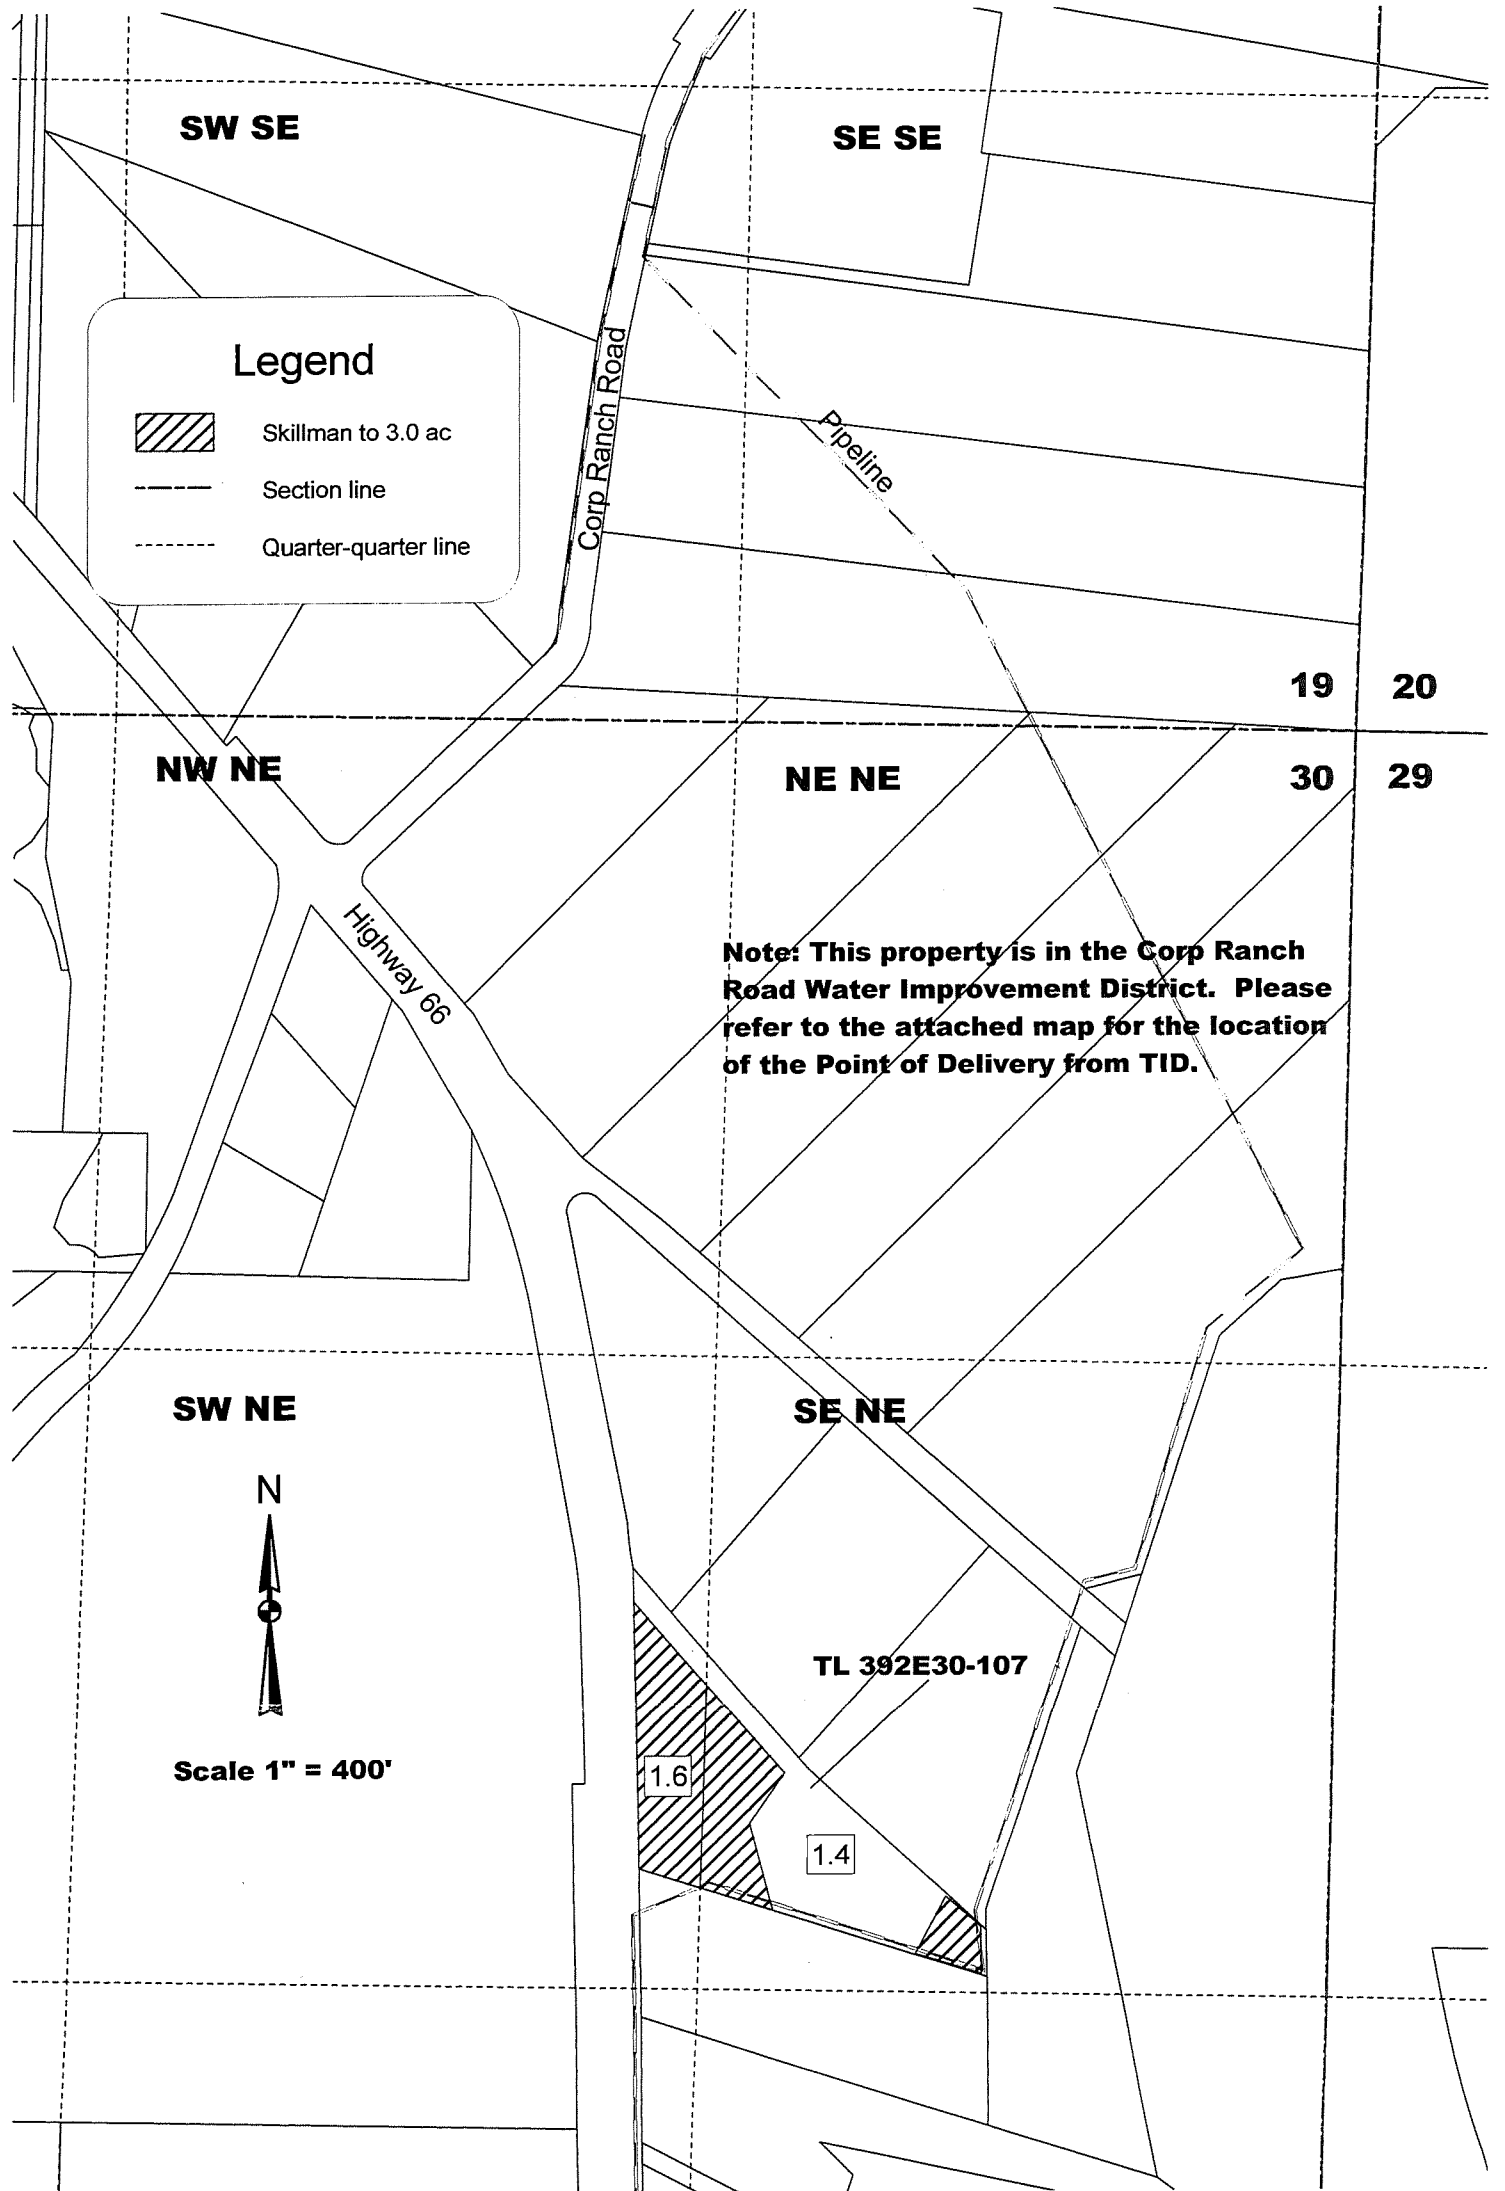 SW SE
SE SE
Legend
Skillman to 3.0 ac
Section line
Quarter-quarter line
Corp Ranch Road
Pipeline
19 20
NW NE
NE NE
30 29
Highway 66
Note: This property is in the Corp Ranch
Road Water Improvement District. Please
refer to the attached map for the location
of the Point of Delivery from TID.
SW NE
SE NE
N
TL 392E30-107
Scale 1" = 400'
1.6
1.4